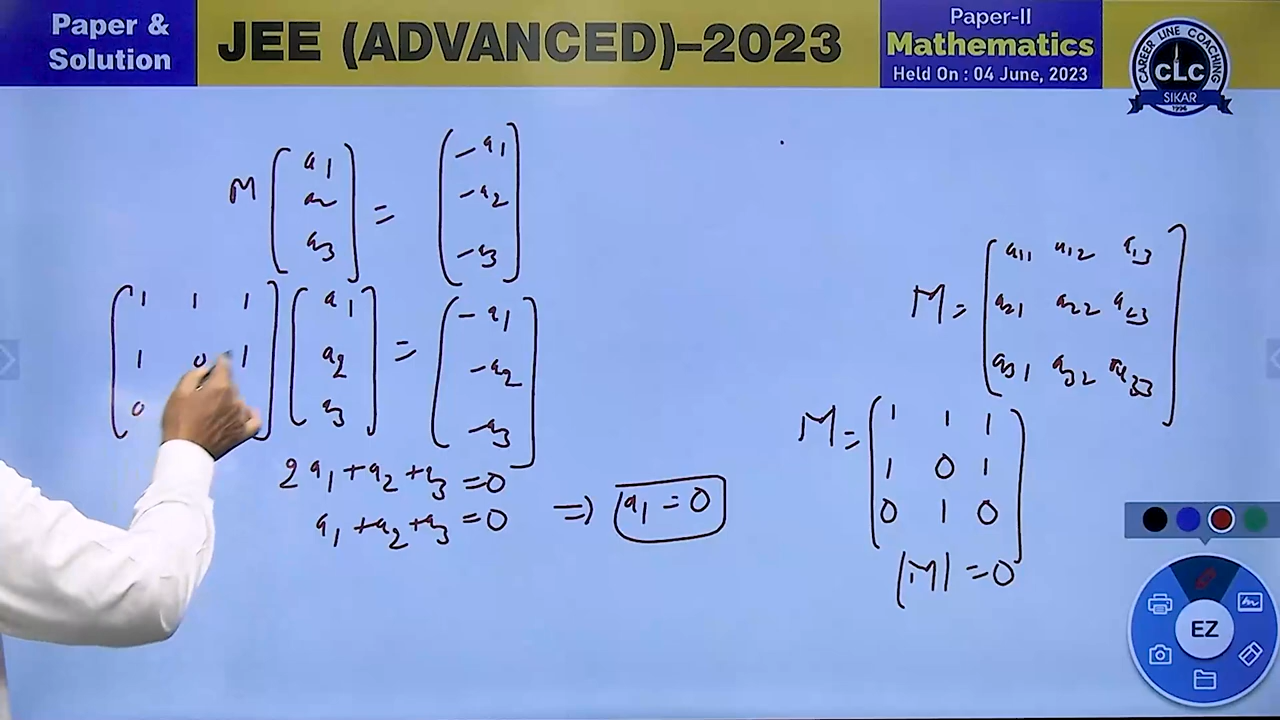 Paper &
Solution
JEE (ADVANCED)–2023
Paper-II
Mathematics
Held On : 04 June, 2023
CAREER LINE COACHING
CLC
SIKAR
1996
M [a₁ a₂ a₃] = [-a₁ -a₂ -a₃]
1 1 1
1 0 1
0
a₁
a₂
a₃
=
-a₁
-a₂
-a₃
2a₁ + a₂ + a₃ = 0
a₁ + a₂ + a₃ = 0 ⇒ a₁ = 0
M =
a₁₁ a₁₂ a₁₃
a₂₁ a₂₂ a₂₃
a₃₁ a₃₂ a₃₃
M =
1 1 1
1 0 1
0 1 0
|M| = 0
EZ